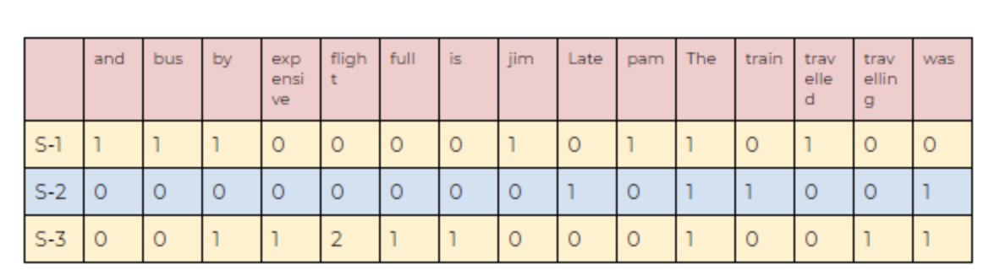 and bus by exp fligh full is jim Late pam The train trav trav was
ensi t elle ellin
ve d g
S-1 1 1 1 0 0 0 0 1 0 1 1 0 1 0 0
S-2 0 0 0 0 0 0 0 0 1 0 1 1 0 0 1
S-3 0 0 1 1 2 1 1 0 0 0 1 0 0 1 1